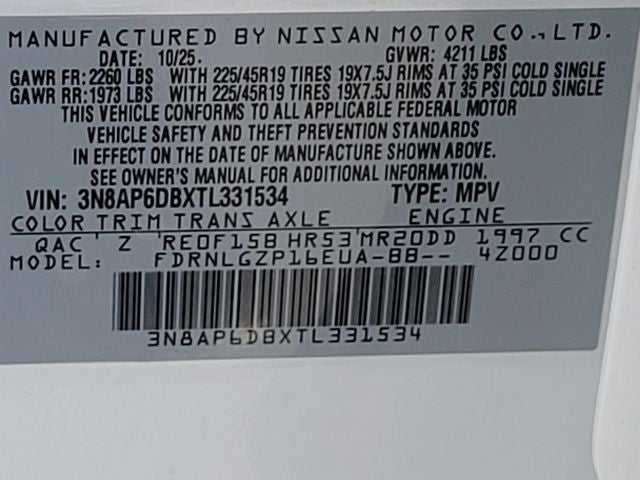 MANUFACTURED BY NISSAN MOTOR CO., LTD.
DATE: 10/25. GVWR: 4211 LBS
GAWR FR: 2260 LBS WITH 225/45R19 TIRES 19X7.5J RIMS AT 35 PSI COLD SINGLE
GAWR RR: 1973 LBS WITH 225/45R19 TIRES 19X7.5J RIMS AT 35 PSI COLD SINGLE
THIS VEHICLE CONFORMS TO ALL APPLICABLE FEDERAL MOTOR
VEHICLE SAFETY AND THEFT PREVENTION STANDARDS
IN EFFECT ON THE DATE OF MANUFACTURE SHOWN ABOVE.
SEE OWNER'S MANUAL FOR ADDITIONAL INFORMATION.
VIN: 3N8AP6DBXTL331534 TYPE: MPV
COLOR TRIM TRANS AXLE ENGINE
QAC Z RE0F15B HR53 MR20DD 1997 CC
MODEL: FDRNLGZP16EUA-BB-- 4Z000
3N8AP6DBXTL331534